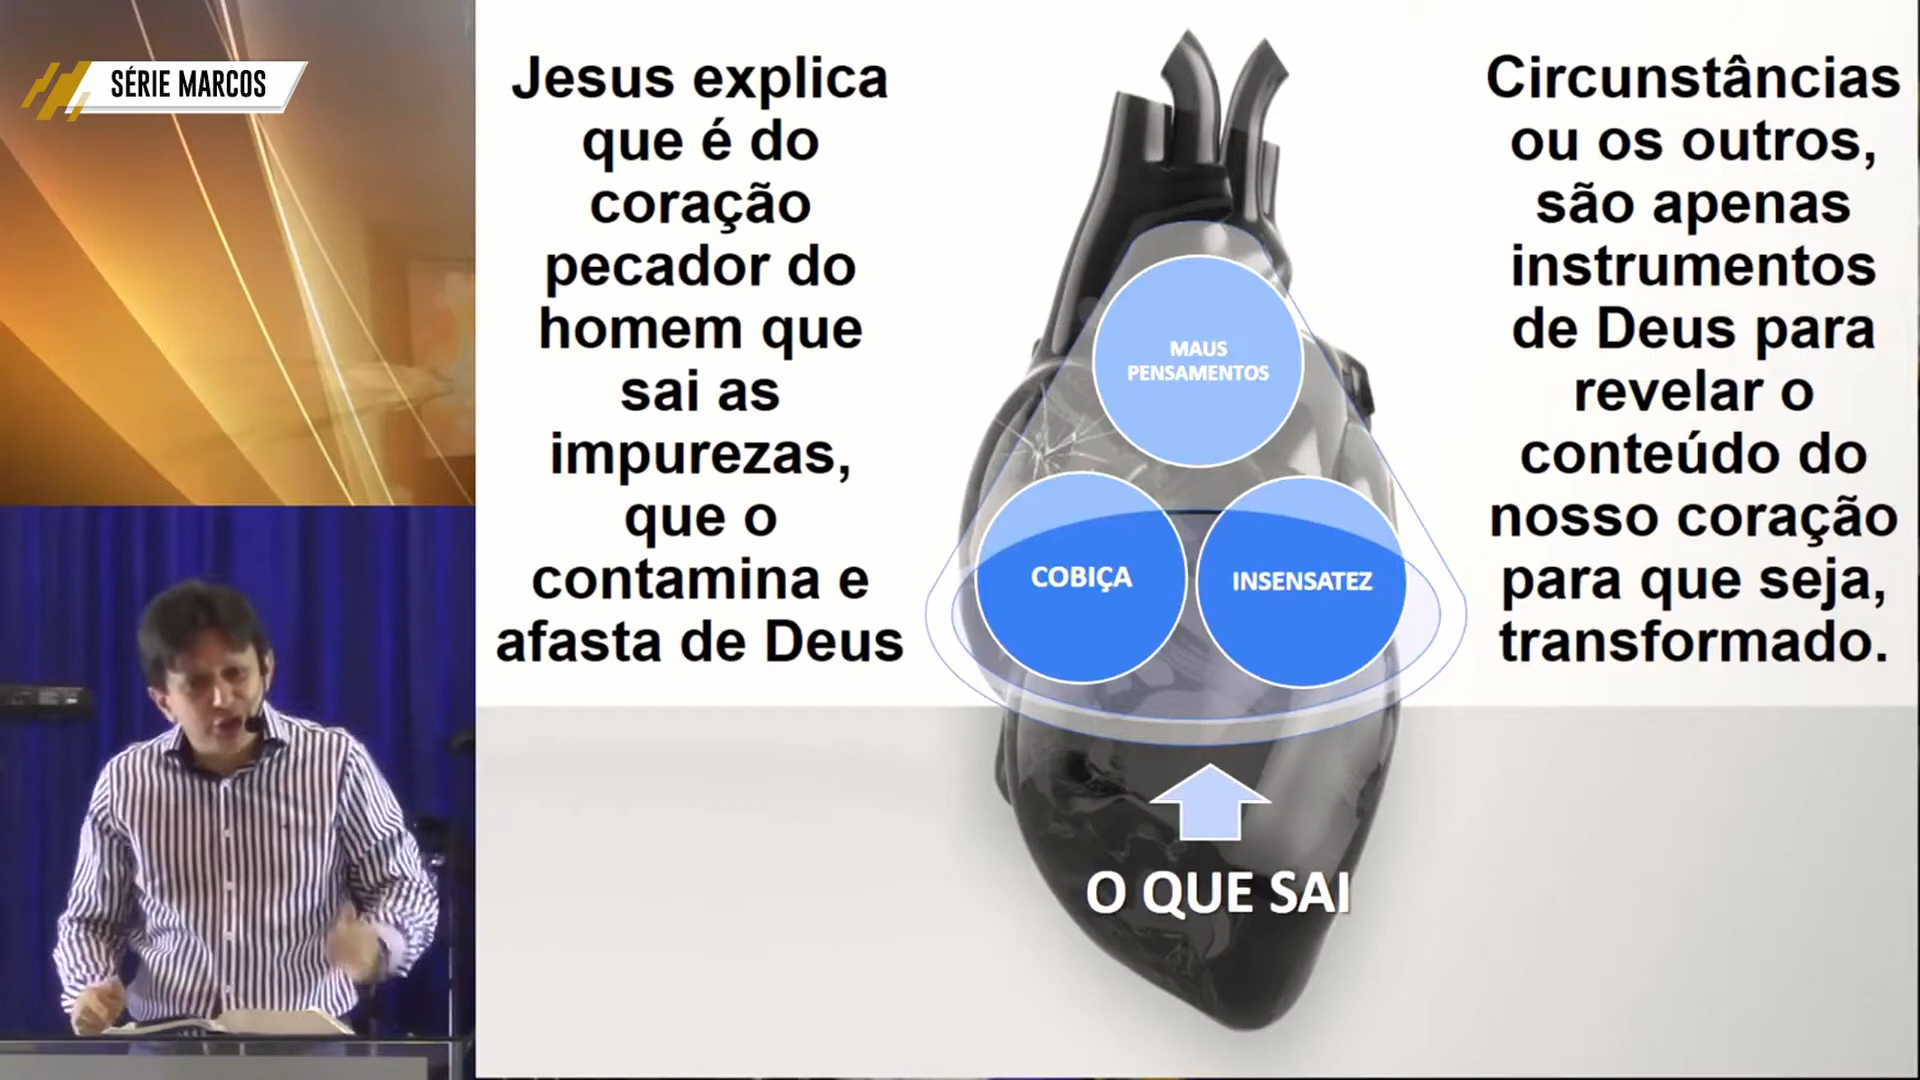 SÉRIE MARCOS
Jesus explica
que é do
coração
pecador do
homem que
sai as
impurezas,
que o
contamina e
afasta de Deus
MAUS
PENSAMENTOS
COBIÇA
INSENSATEZ
O QUE SAI
Circunstâncias
ou os outros,
são apenas
instrumentos
de Deus para
revelar o
conteúdo do
nosso coração
para que seja,
transformado.